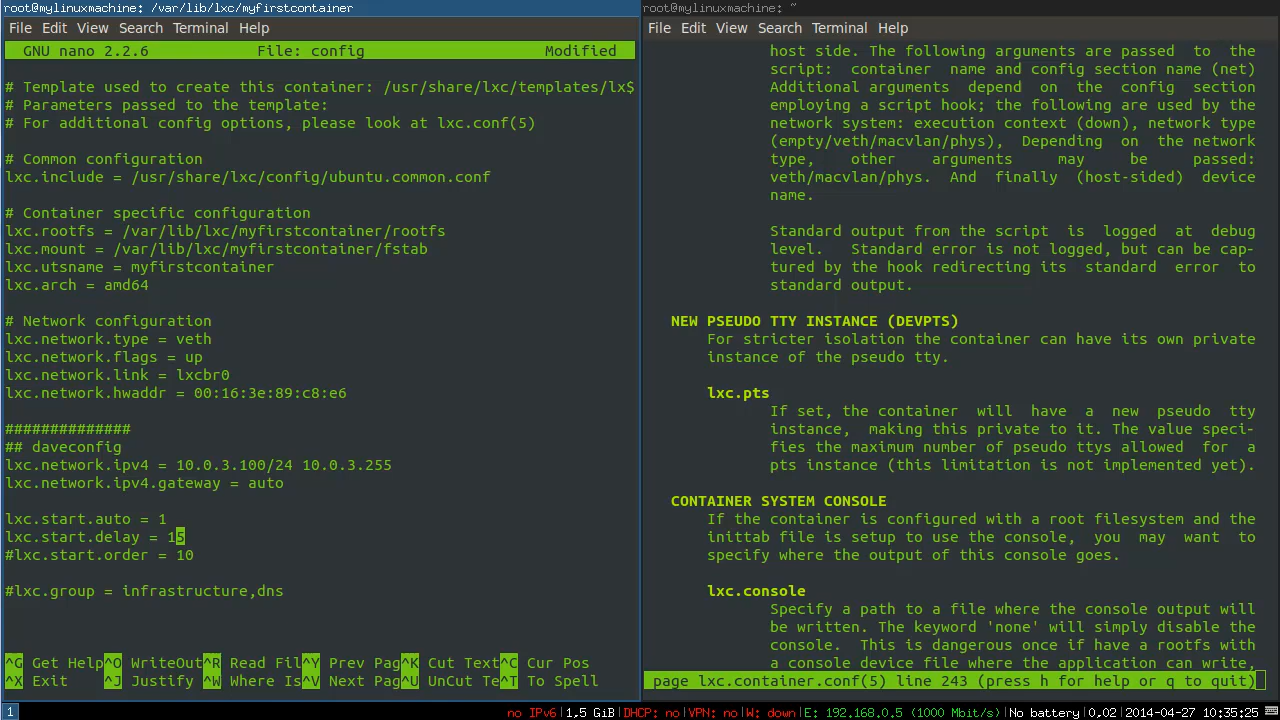 root@mylinuxmachine: /var/lib/lxc/myfirstcontainer
File Edit View Search Terminal Help
GNU nano 2.2.6 File: config Modified
# Template used to create this container: /usr/share/lxc/templates/lx$
# Parameters passed to the template:
# For additional config options, please look at lxc.conf(5)
# Common configuration
lxc.include = /usr/share/lxc/config/ubuntu.common.conf
# Container specific configuration
lxc.rootfs = /var/lib/lxc/myfirstcontainer/rootfs
lxc.mount = /var/lib/lxc/myfirstcontainer/fstab
lxc.utsname = myfirstcontainer
lxc.arch = amd64
# Network configuration
lxc.network.type = veth
lxc.network.flags = up
lxc.network.link = lxcbr0
lxc.network.hwaddr = 00:16:3e:89:c8:e6
##############
## daveconfig
lxc.network.ipv4 = 10.0.3.100/24 10.0.3.255
lxc.network.ipv4.gateway = auto
lxc.start.auto = 1
lxc.start.delay = 15
#lxc.start.order = 10
#lxc.group = infrastructure,dns
^G Get Help ^O WriteOut ^R Read Fil ^Y Prev Pag ^K Cut Text ^C Cur Pos
^X Exit ^J Justify ^W Where Is ^V Next Pag ^U UnCut Te ^T To Spell
root@mylinuxmachine: ~
File Edit View Search Terminal Help
host side. The following arguments are passed to the
script: container name and config section name (net)
Additional arguments depend on the config section
employing a script hook; the following are used by the
network system: execution context (down), network type
(empty/veth/macvlan/phys), Depending on the network
type, other arguments may be passed:
veth/macvlan/phys. And finally (host-sided) device
name.
Standard output from the script is logged at debug
level. Standard error is not logged, but can be cap-
tured by the hook redirecting its standard error to
standard output.
NEW PSEUDO TTY INSTANCE (DEVPTS)
For stricter isolation the container can have its own private
instance of the pseudo tty.
lxc.pts
If set, the container will have a new pseudo tty
instance, making this private to it. The value speci-
fies the maximum number of pseudo ttys allowed for a
pts instance (this limitation is not implemented yet).
CONTAINER SYSTEM CONSOLE
If the container is configured with a root filesystem and the
inittab file is setup to use the console, you may want to
specify where the output of this console goes.
lxc.console
Specify a path to a file where the console output will
be written. The keyword 'none' will simply disable the
console. This is dangerous once if have a rootfs with
a console device file where the application can write,
page lxc.container.conf(5) line 243 (press h for help or q to quit)
1 no IPv6|1,5 GiB|DHCP: no|VPN: no|W: down|E: 192.168.0.5 (1000 Mbit/s)|No battery|0.02|2014-04-27 10:35:25